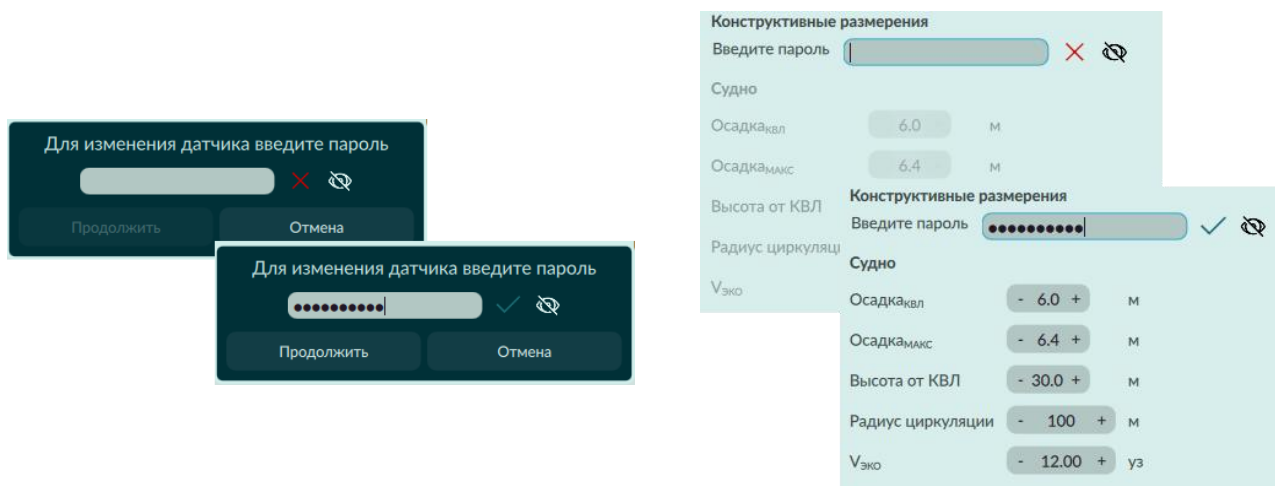 Для изменения датчика введите пароль
Продолжить Отмена
Для изменения датчика введите пароль
●●●●●●●●●●
Продолжить Отмена
Конструктивные размерения
Введите пароль
Судно
Осадкаквл 6.0 м
Осадкамакс 6.4 м
Высота от КВЛ
Радиус циркуляц
Vэко
Конструктивные размерения
Введите пароль ●●●●●●●●●●
Судно
Осадкаквл - 6.0 + м
Осадкамакс - 6.4 + м
Высота от КВЛ - 30.0 + м
Радиус циркуляции - 100 + м
Vэко - 12.00 + уз